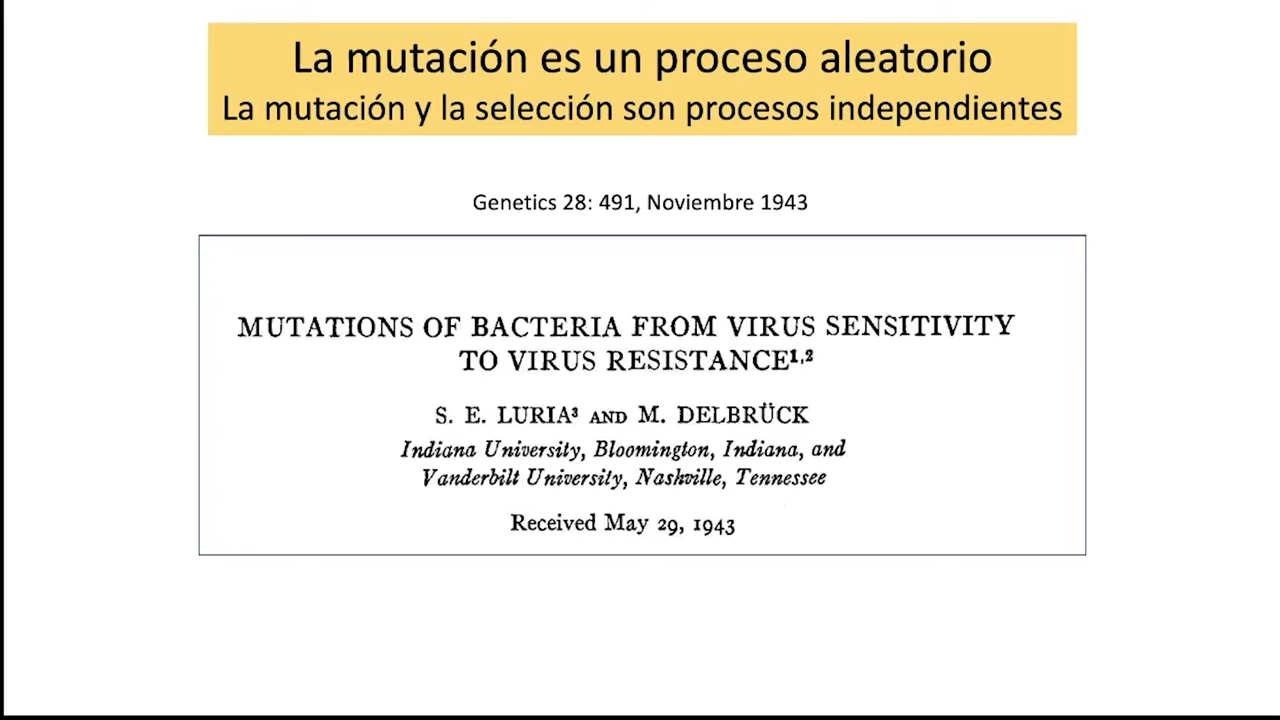 La mutación es un proceso aleatorio
La mutación y la selección son procesos independientes
Genetics 28: 491, Noviembre 1943
MUTATIONS OF BACTERIA FROM VIRUS SENSITIVITY
TO VIRUS RESISTANCE¹,²
S. E. LURIA³ AND M. DELBRÜCK
Indiana University, Bloomington, Indiana, and
Vanderbilt University, Nashville, Tennessee
Received May 29, 1943